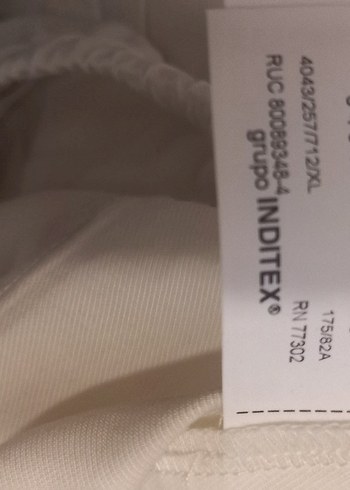 175/82A
4043/257/712/XL
RN 77302
RUC 80089348-4
grupo INDITEX®